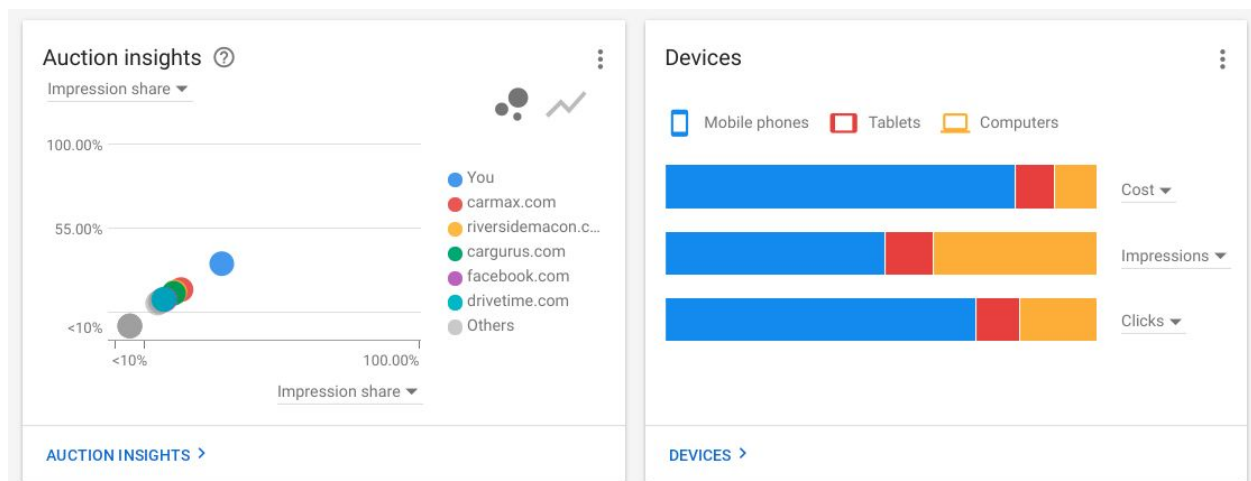 Auction insights
Impression share
100.00%
55.00%
<10%
<10%
100.00%
Impression share
You
carmax.com
riversidemacon.c...
cargurus.com
facebook.com
drivetime.com
Others
AUCTION INSIGHTS
Devices
Mobile phones
Tablets
Computers
Cost
Impressions
Clicks
DEVICES